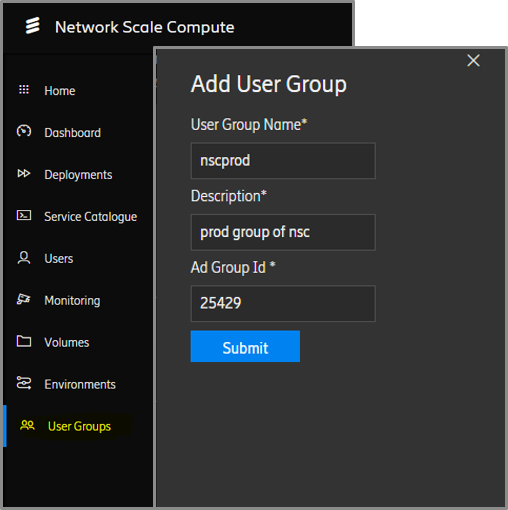 Network Scale Compute
Home
Dashboard
Deployments
Service Catalogue
Users
Monitoring
Volumes
Environments
User Groups
Add User Group
User Group Name*
nscprod
Description*
prod group of nsc
Ad Group Id *
25429
Submit